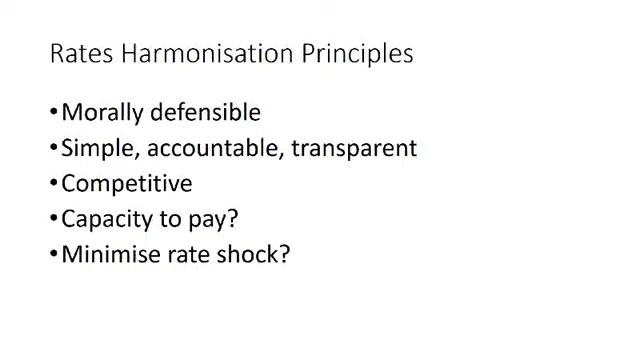 Rates Harmonisation Principles
•Morally defensible
•Simple, accountable, transparent
•Competitive
•Capacity to pay?
•Minimise rate shock?